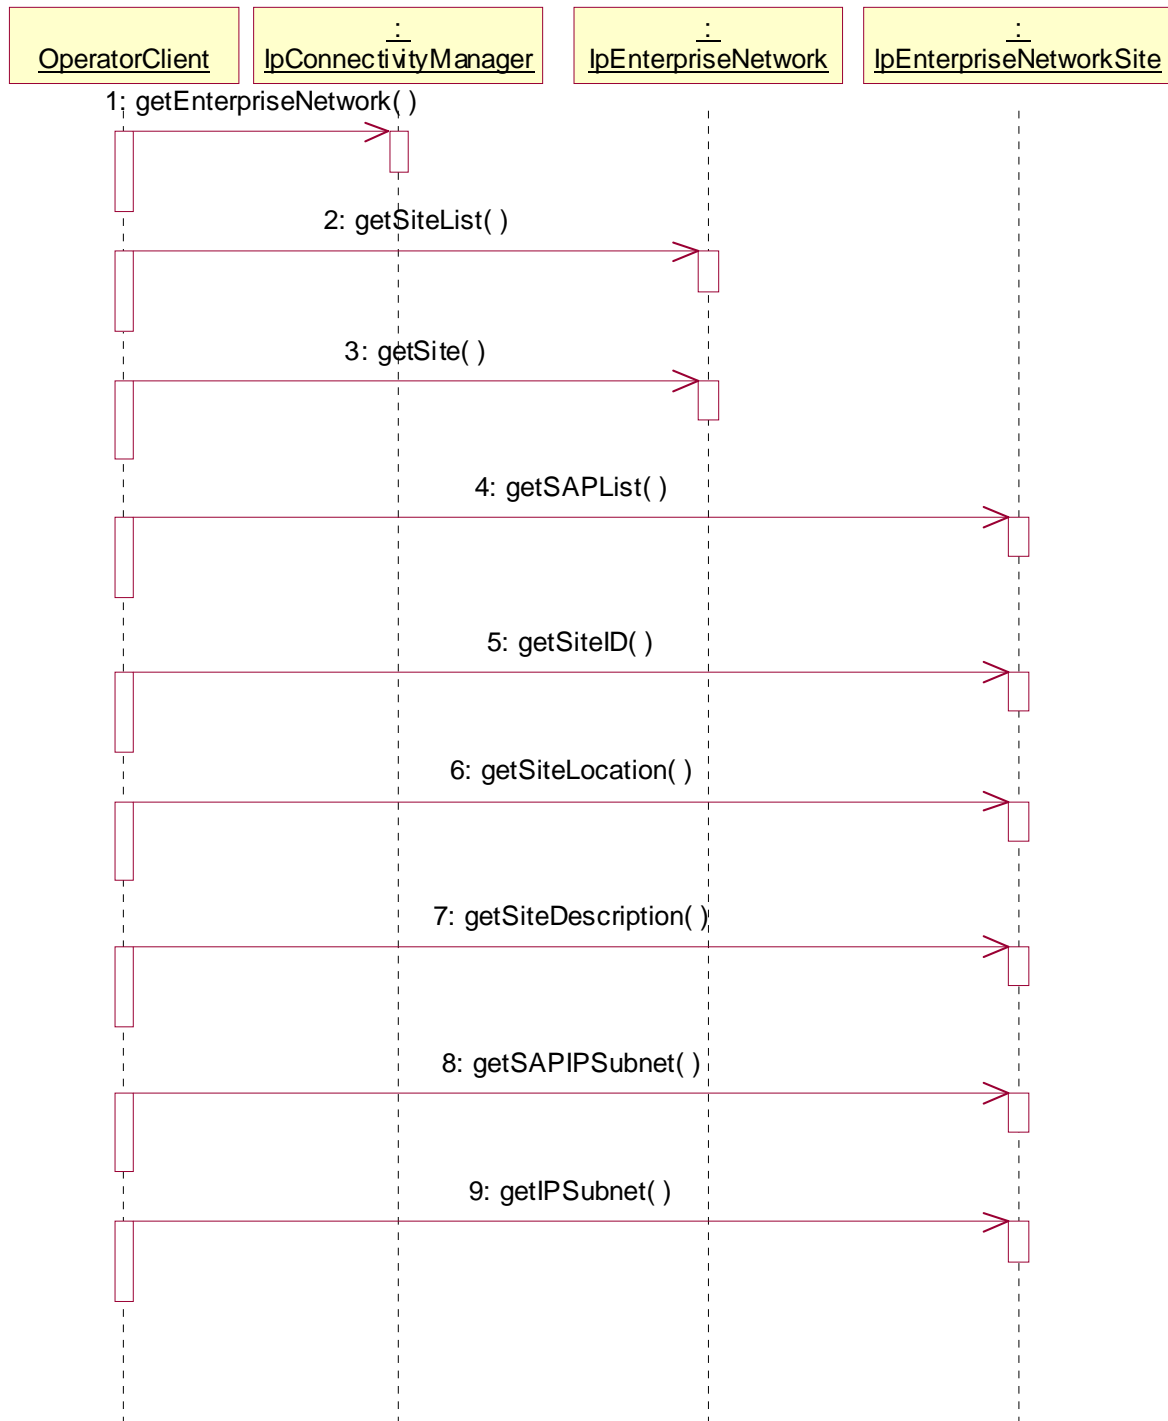 OperatorClient
:
IpConnectivityManager
:
IpEnterpriseNetwork
:
IpEnterpriseNetworkSite
1: getEnterpriseNetwork( )
2: getSiteList( )
3: getSite( )
4: getSAPList( )
5: getSiteID( )
6: getSiteLocation( )
7: getSiteDescription( )
8: getSAPIPSubnet( )
9: getIPSubnet( )